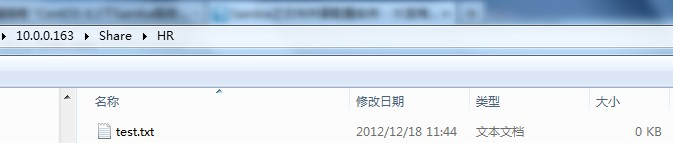 10.0.0.163 ▸ Share ▸ HR
名称 修改日期 类型 大小
test.txt 2012/12/18 11:44 文本文档 0 KB